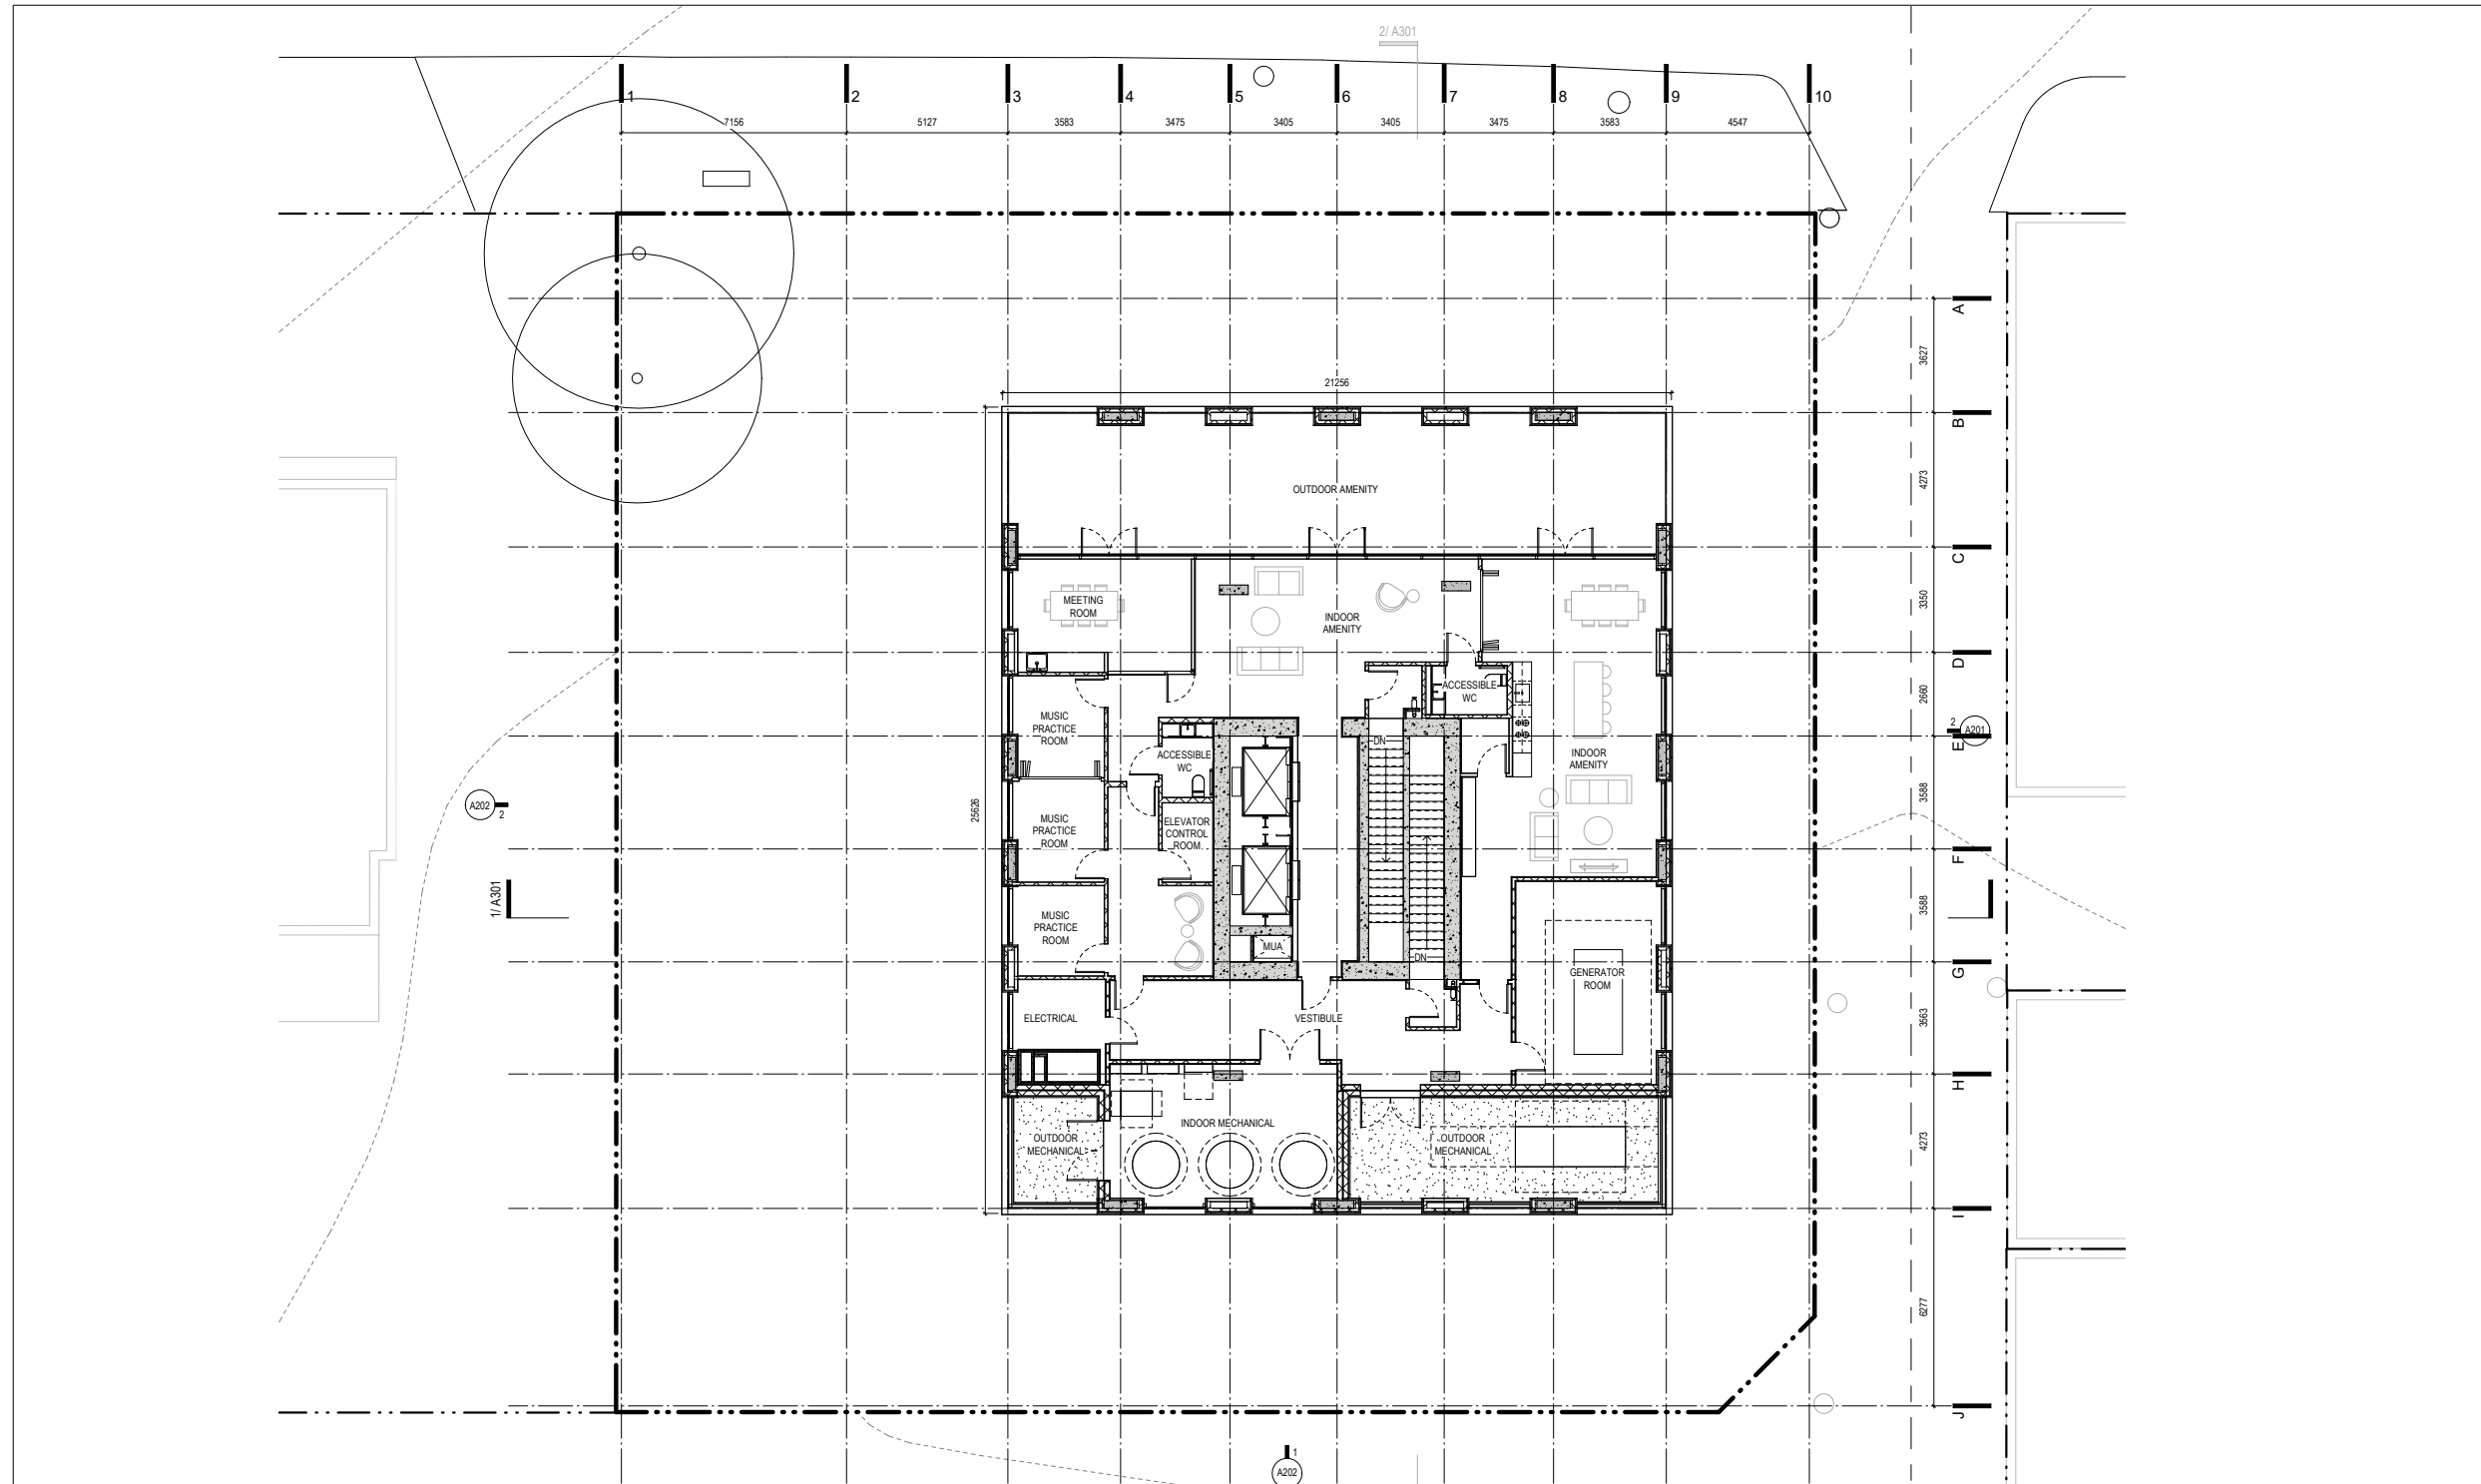 2/ A301
1
2
3
4
5
6
7
8
9
10
7156
5127
3583
3475
3405
3405
3475
3583
4547
A
3627
21256
B
OUTDOOR AMENITY
4273
C
MEETING
ROOM
INDOOR
AMENITY
3350
D
ACCESSIBLE
WC
2660
MUSIC
PRACTICE
ROOM
DN
ACCESSIBLE
WC
INDOOR
AMENITY
2
A201
E
A202
2
25626
3588
MUSIC
PRACTICE
ROOM
ELEVATOR
CONTROL
ROOM
F
1/ A301
3588
MUSIC
PRACTICE
ROOM
MUA
DN
G
GENERATOR
ROOM
ELECTRICAL
VESTIBULE
3563
H
INDOOR MECHANICAL
OUTDOOR
MECHANICAL
OUTDOOR
MECHANICAL
4273
I
6277
J
1
A202